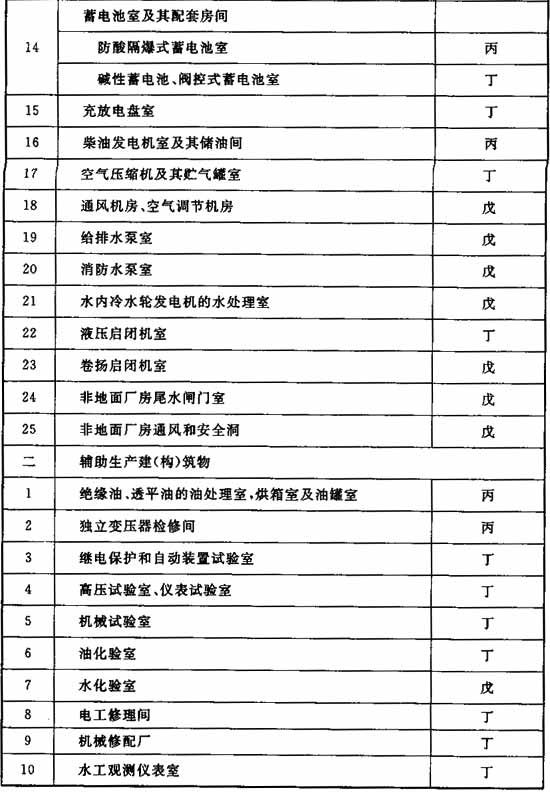 蓄电池室及其配套房间
14 防酸隔爆式蓄电池室 丙
碱性蓄电池、阀控式蓄电池室 丁
15 充放电盘室 丁
16 柴油发电机室及其储油间 丙
17 空气压缩机及其贮气罐室 丁
18 通风机房、空气调节机房 戊
19 给排水泵室 戊
20 消防水泵室 戊
21 水内冷水轮发电机的水处理室 戊
22 液压启闭机室 丁
23 卷扬启闭机室 戊
24 非地面厂房尾水闸门室 戊
25 非地面厂房通风和安全洞 戊
二 辅助生产建(构)筑物
1 绝缘油、透平油的油处理室,烘箱室及油罐室 丙
2 独立变压器检修间 丙
3 继电保护和自动装置试验室 丁
4 高压试验室、仪表试验室 丁
5 机械试验室 丁
6 油化验室 丁
7 水化验室 戊
8 电工修理间 丁
9 机械修配厂 丁
10 水工观测仪表室 丁